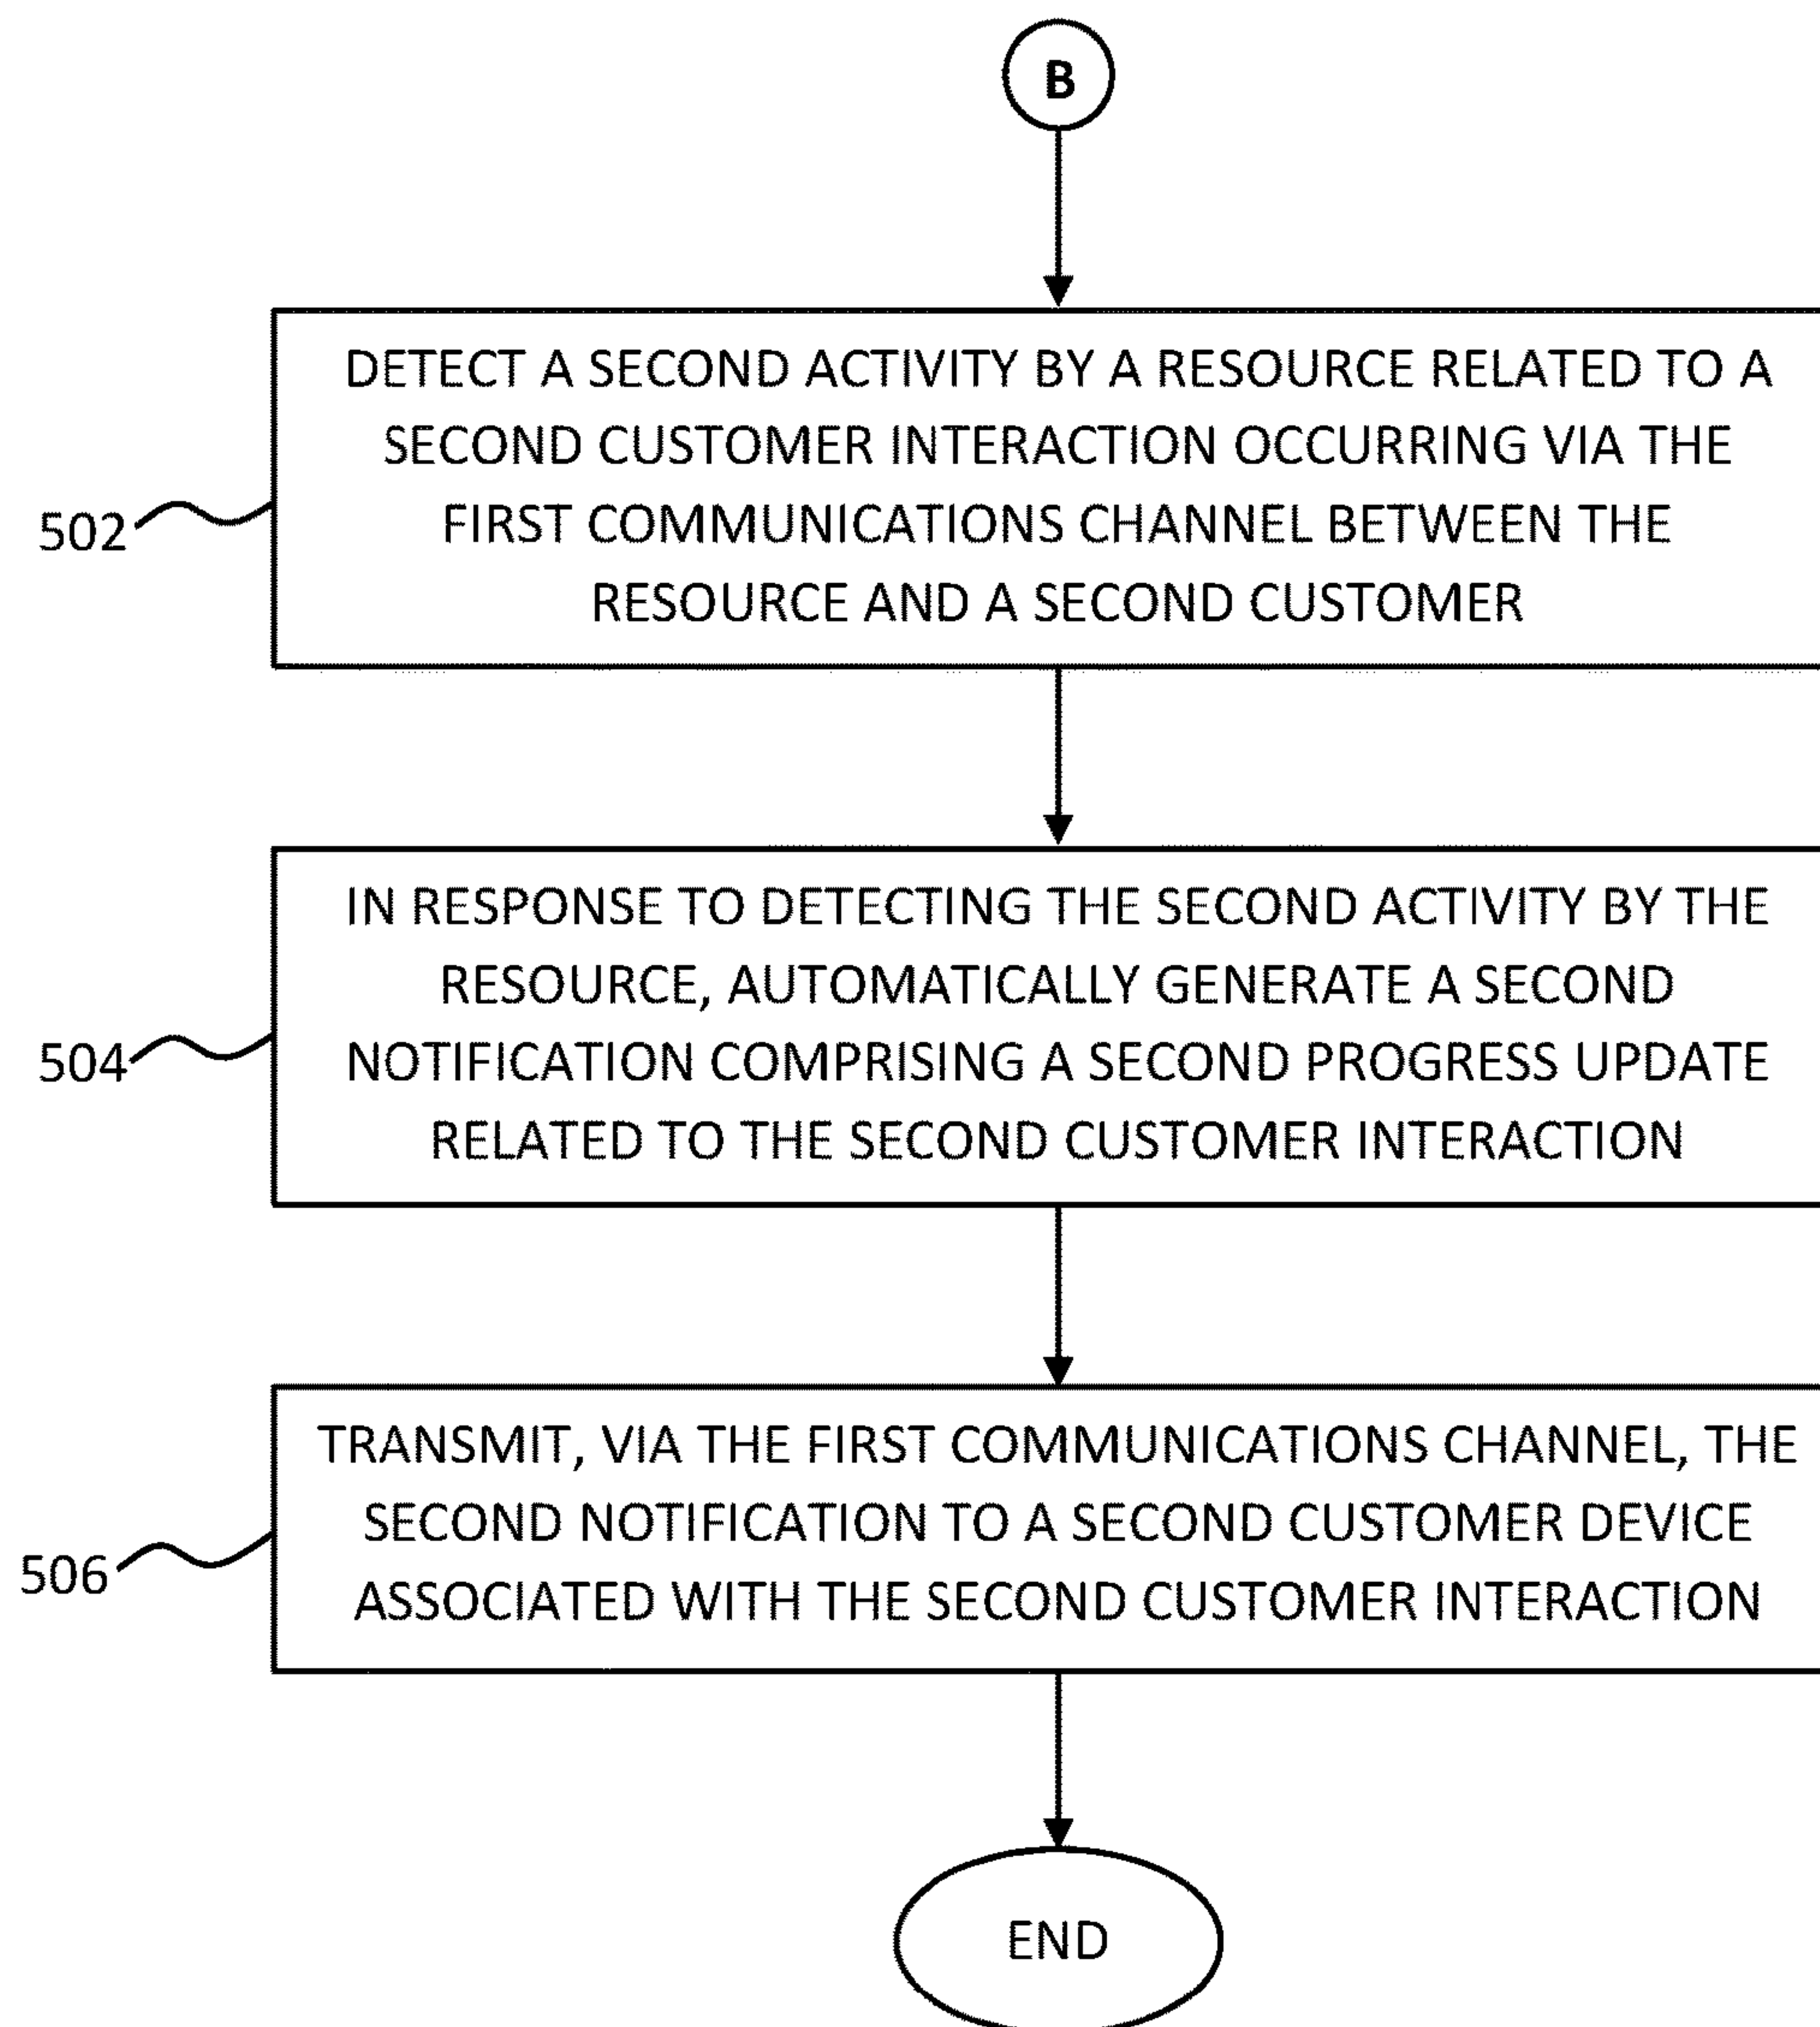 B
DETECT A SECOND ACTIVITY BY A RESOURCE RELATED TO A
SECOND CUSTOMER INTERACTION OCCURRING VIA THE
FIRST COMMUNICATIONS CHANNEL BETWEEN THE
RESOURCE AND A SECOND CUSTOMER
502
IN RESPONSE TO DETECTING THE SECOND ACTIVITY BY THE
RESOURCE, AUTOMATICALLY GENERATE A SECOND
NOTIFICATION COMPRISING A SECOND PROGRESS UPDATE
RELATED TO THE SECOND CUSTOMER INTERACTION
504
TRANSMIT, VIA THE FIRST COMMUNICATIONS CHANNEL, THE
SECOND NOTIFICATION TO A SECOND CUSTOMER DEVICE
ASSOCIATED WITH THE SECOND CUSTOMER INTERACTION
506
END